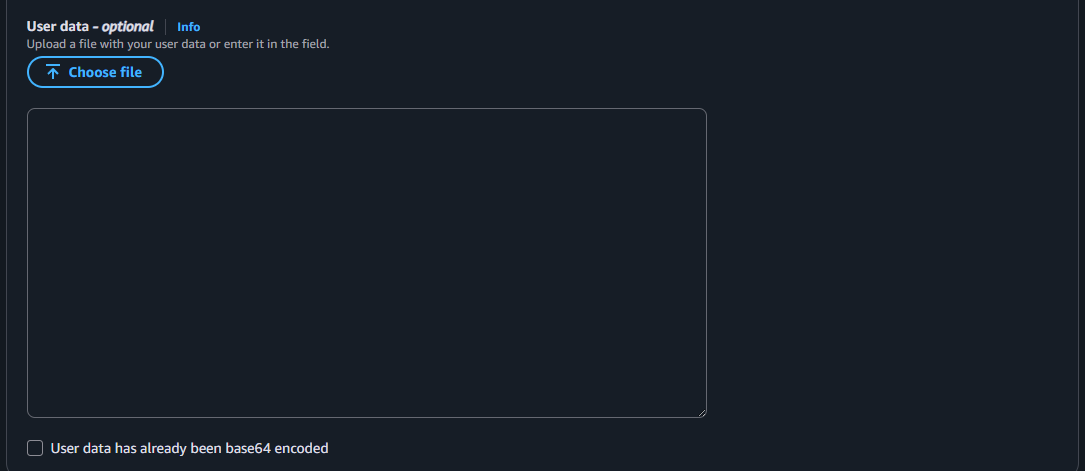 User data - optional Info
Upload a file with your user data or enter it in the field.
Choose file
User data has already been base64 encoded